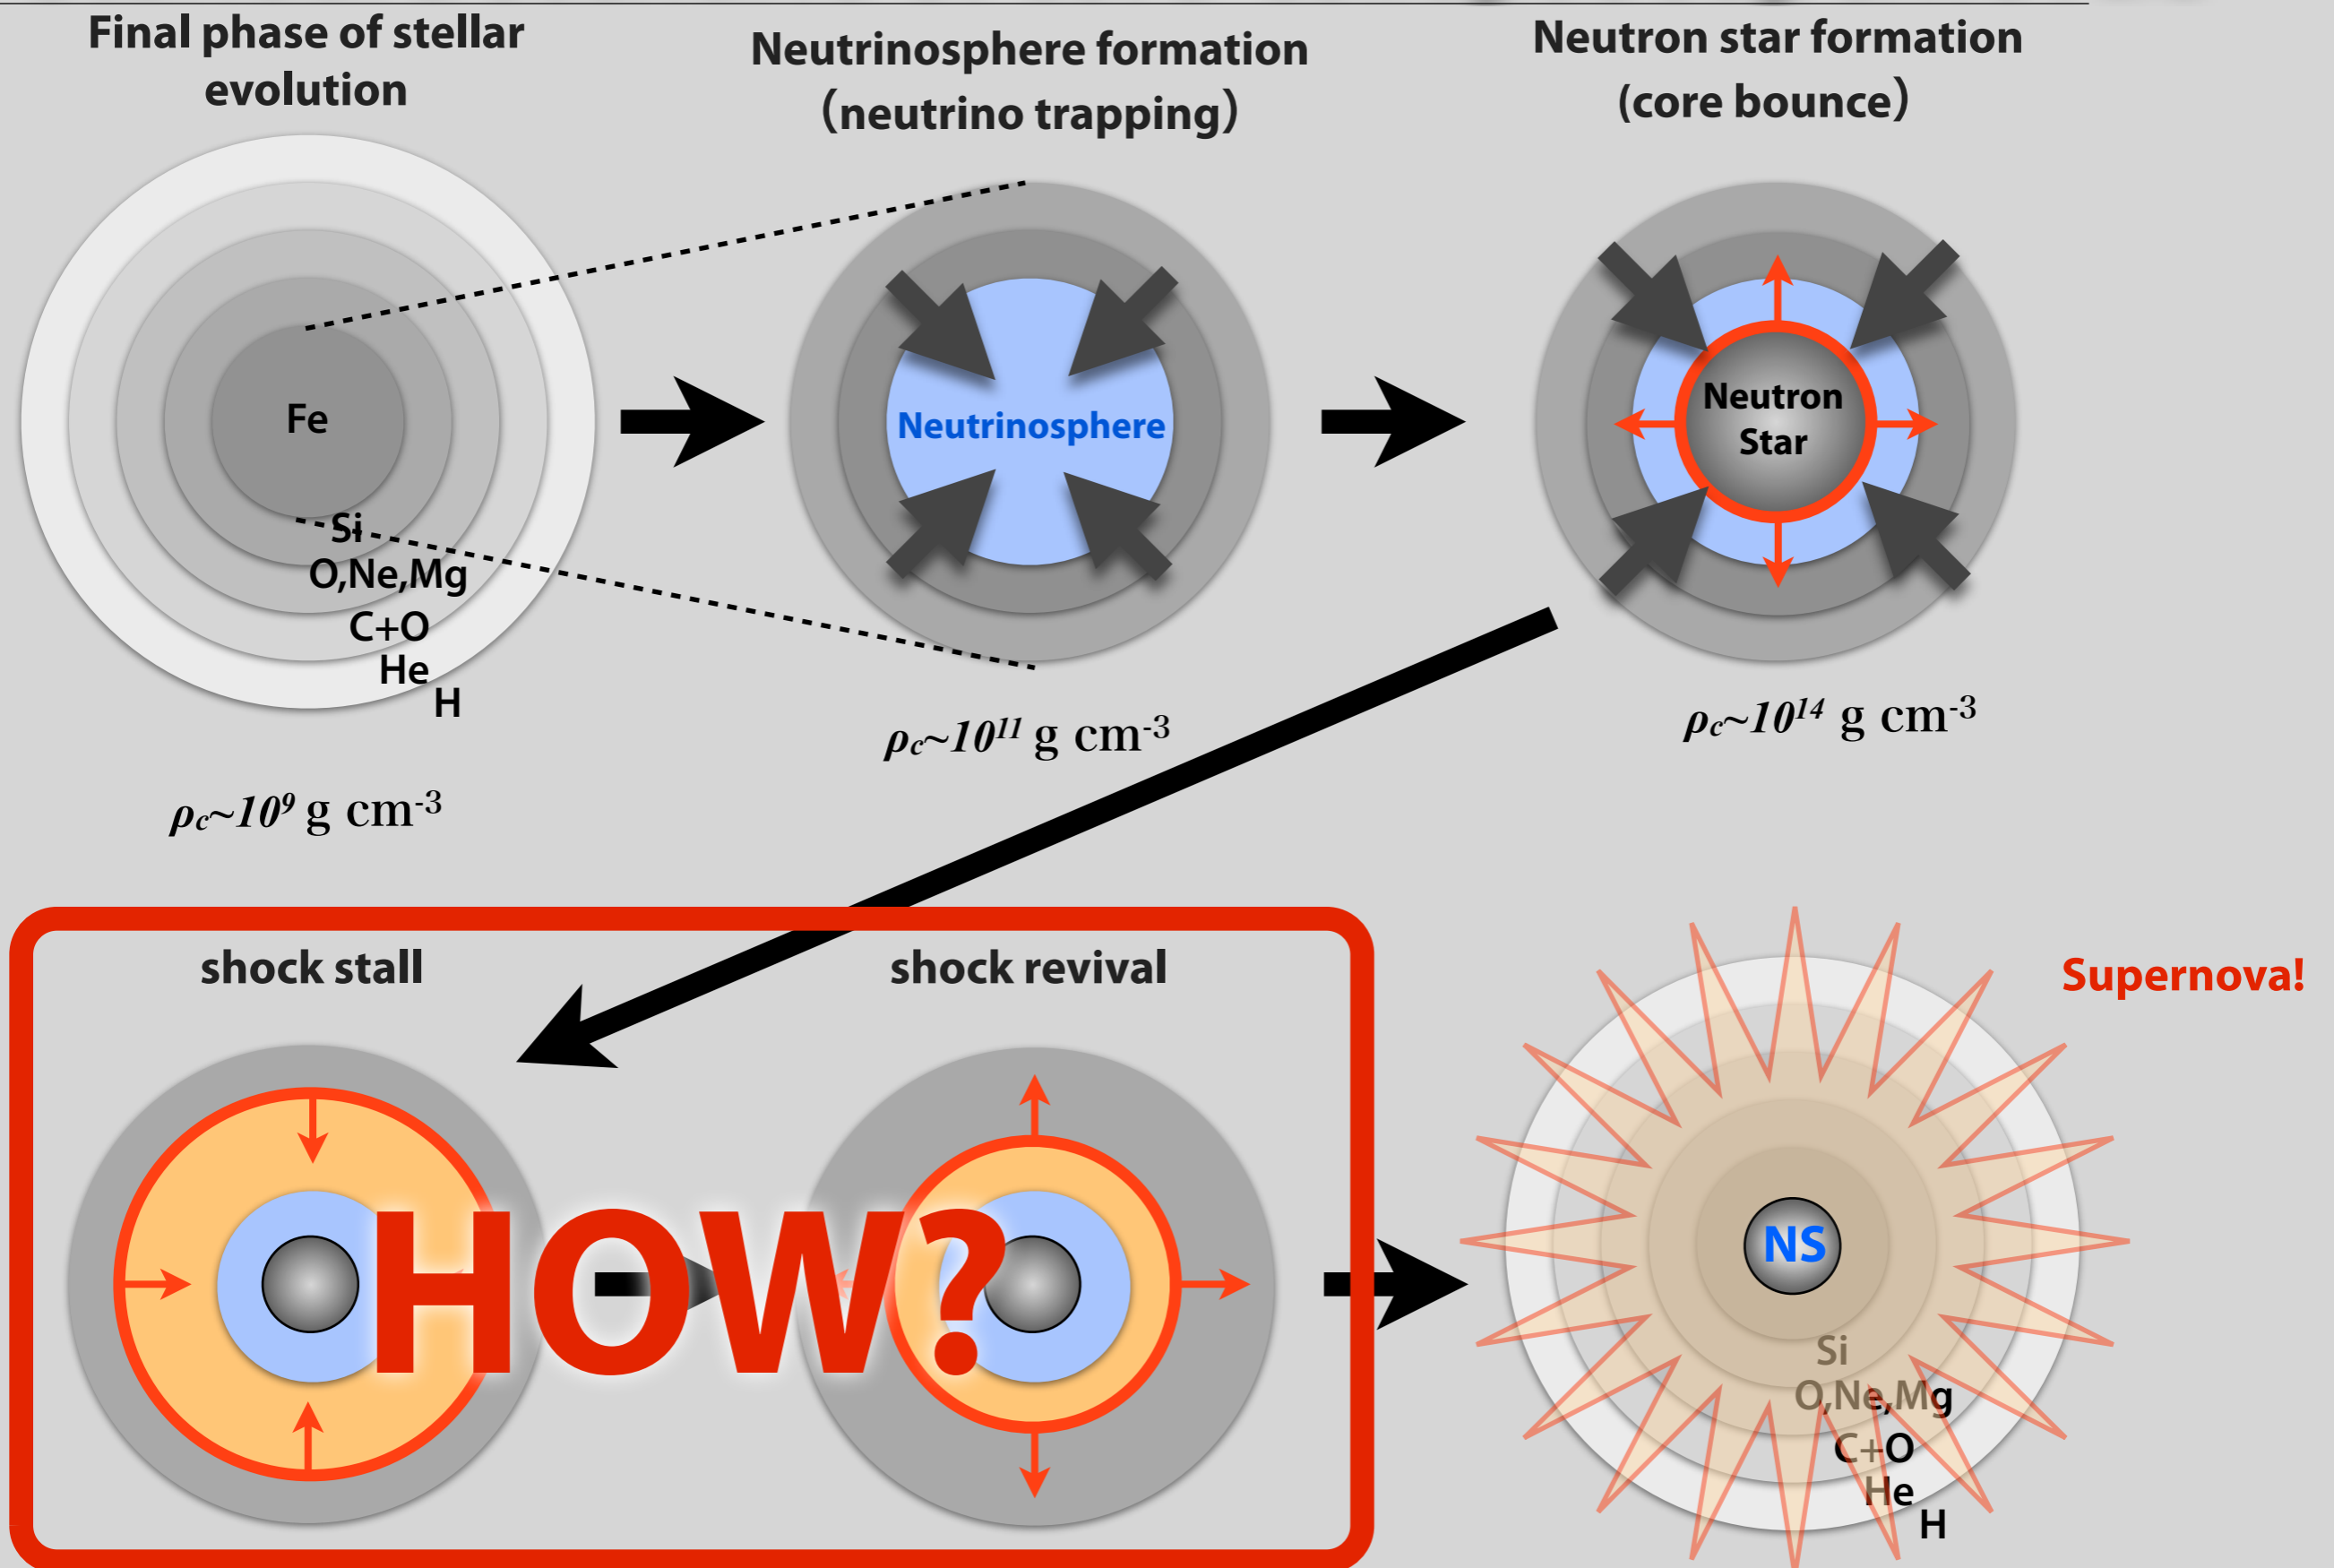 Final phase of stellar
evolution
Neutrinosphere formation
(neutrino trapping)
Neutron star formation
(core bounce)
Fe
Si
O,Ne,Mg
C+O
He
H
Neutrinosphere
Neutron
Star
ρc~10⁹ g cm⁻³
ρc~10¹¹ g cm⁻³
ρc~10¹⁴ g cm⁻³
shock stall
shock revival
HOW?
Supernova!
NS
Si
O,Ne,Mg
C+O
He
H